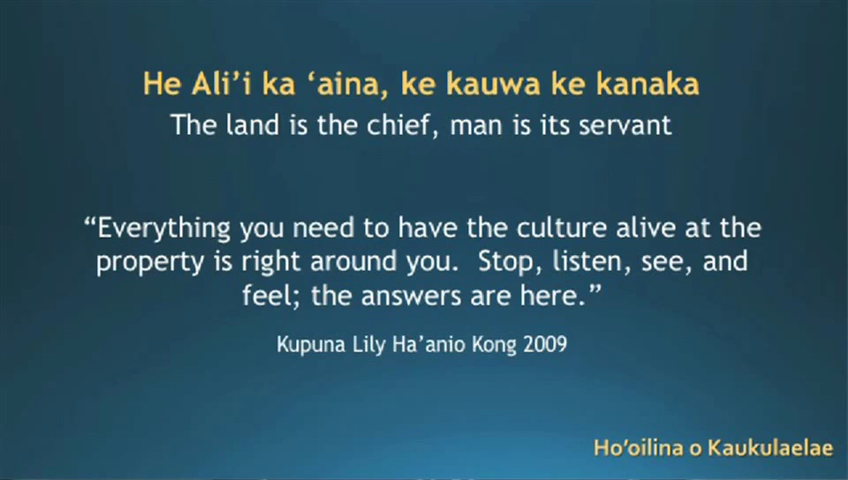 He Ali’i ka ‘aina, ke kauwa ke kanaka
The land is the chief, man is its servant
“Everything you need to have the culture alive at the
property is right around you.  Stop, listen, see, and
feel; the answers are here.”
Kupuna Lily Ha’anio Kong 2009
Ho’oilina o Kaukulaelae